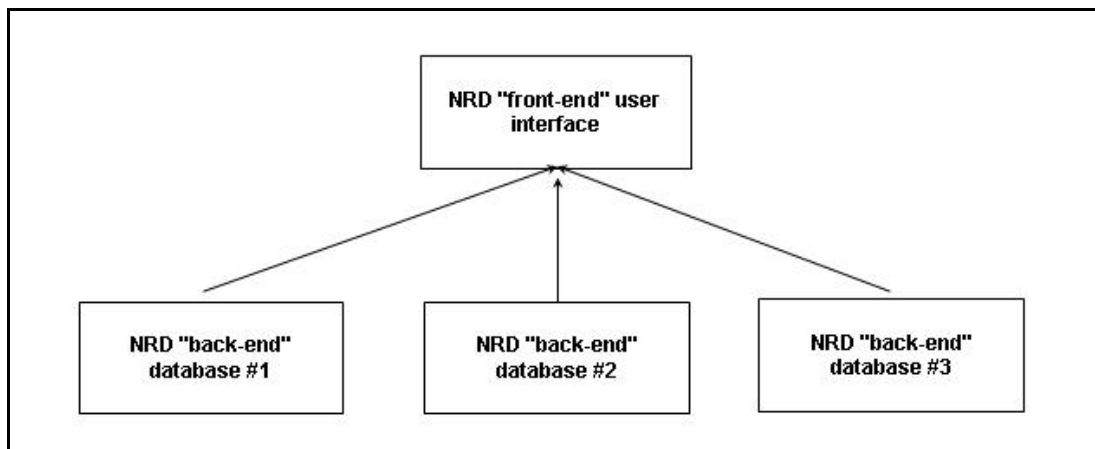 NRD "front-end" user
interface
NRD "back-end"
database #1
NRD "back-end"
database #2
NRD "back-end"
database #3